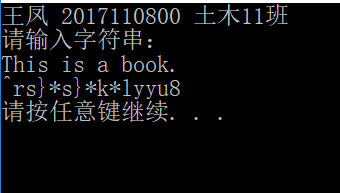 王凤 2017110800 土木11班
请输入字符串:
This is a book.
^rs}*s}*k*lyyu8
请按任意键继续. . .